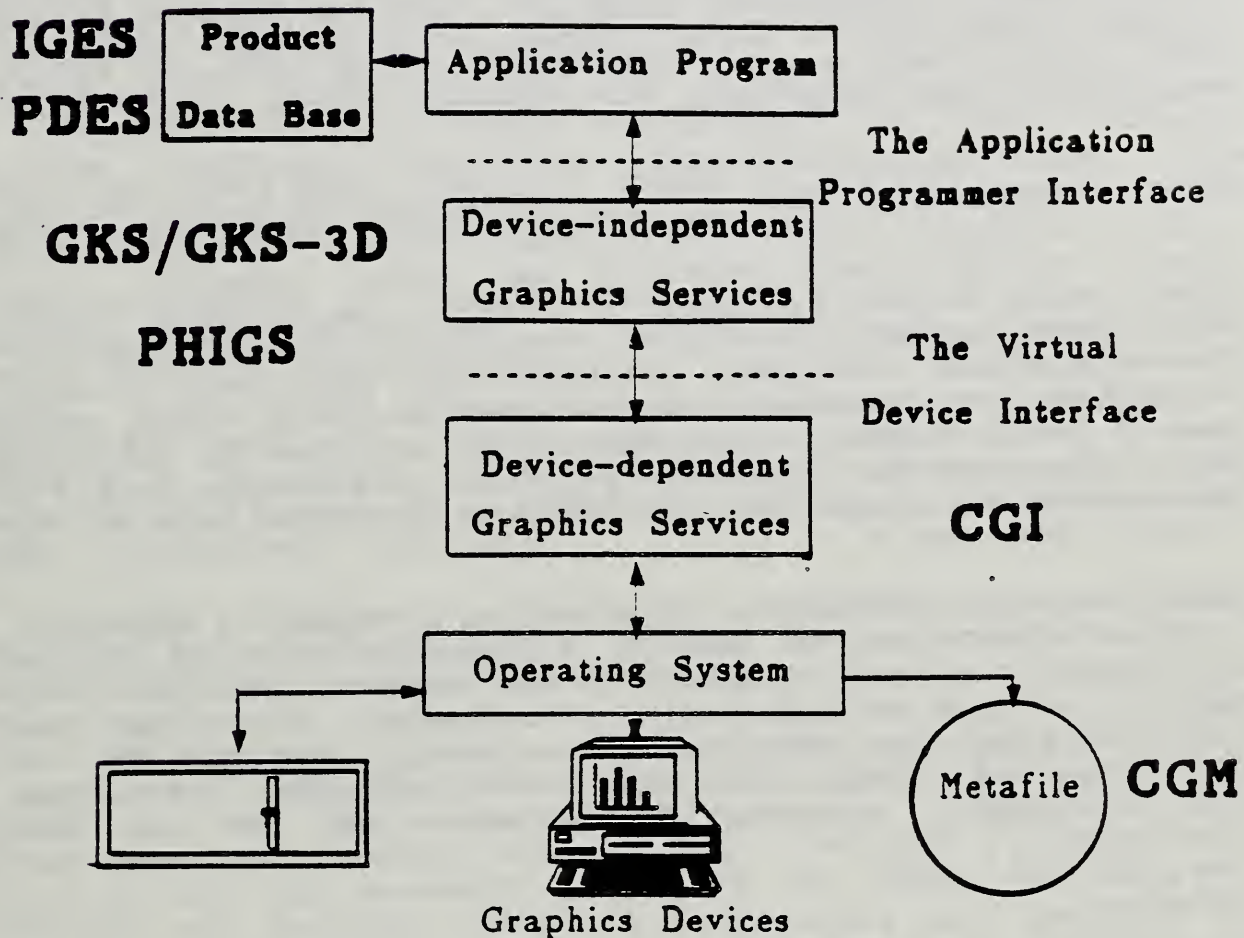 IGES
PDES
Product
Data Base
Application Program
The Application
Programmer Interface
GKS/GKS-3D
PHIGS
Device-independent
Graphics Services
The Virtual
Device Interface
Device-dependent
Graphics Services
CGI
Operating System
Metafile
CGM
Graphics Devices